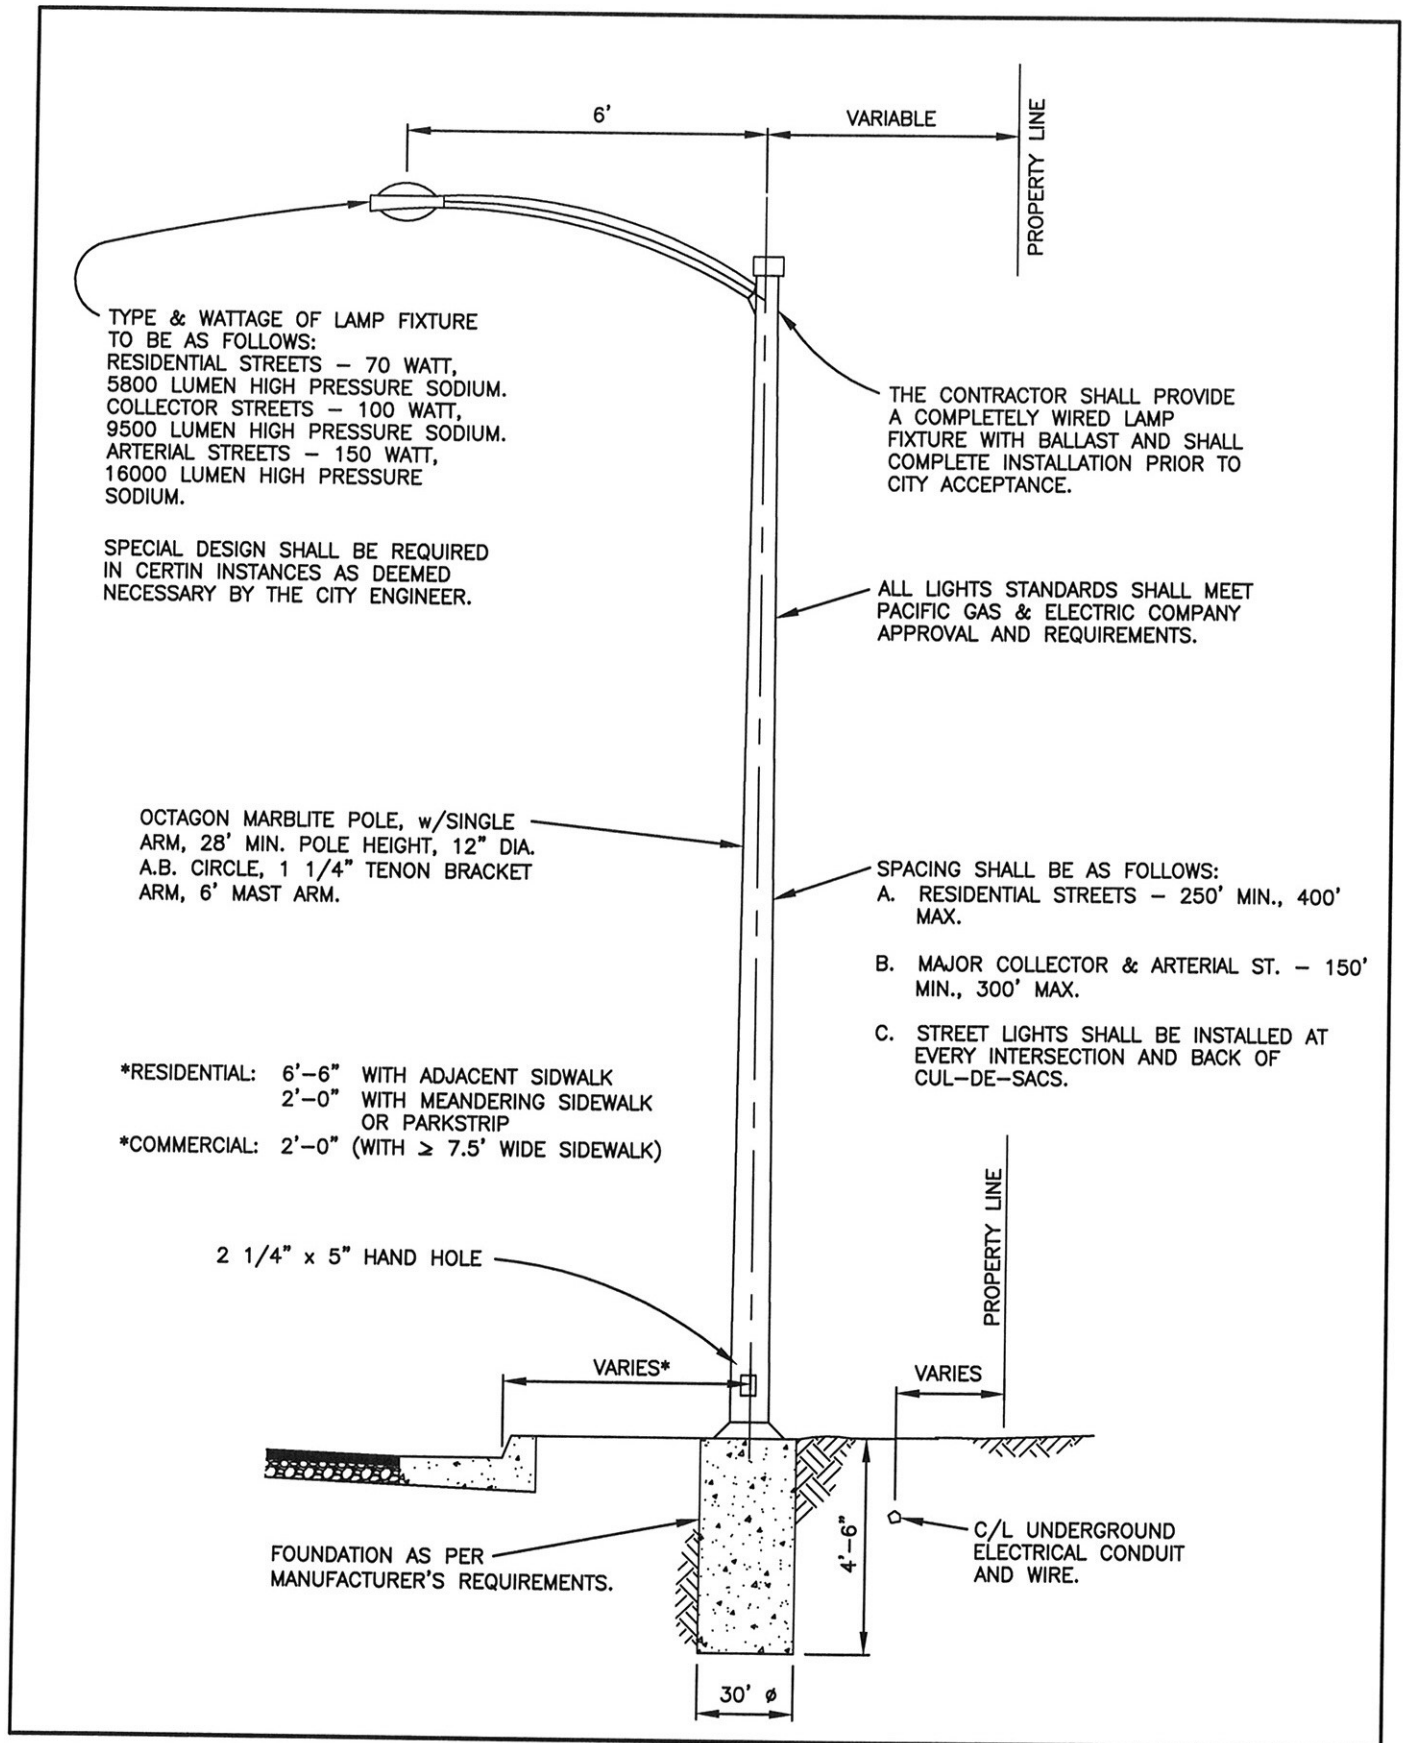 6'
VARIABLE
PROPERTY LINE
TYPE & WATTAGE OF LAMP FIXTURE
TO BE AS FOLLOWS:
RESIDENTIAL STREETS – 70 WATT,
5800 LUMEN HIGH PRESSURE SODIUM.
COLLECTOR STREETS – 100 WATT,
9500 LUMEN HIGH PRESSURE SODIUM.
ARTERIAL STREETS – 150 WATT,
16000 LUMEN HIGH PRESSURE
SODIUM.
SPECIAL DESIGN SHALL BE REQUIRED
IN CERTIN INSTANCES AS DEEMED
NECESSARY BY THE CITY ENGINEER.
THE CONTRACTOR SHALL PROVIDE
A COMPLETELY WIRED LAMP
FIXTURE WITH BALLAST AND SHALL
COMPLETE INSTALLATION PRIOR TO
CITY ACCEPTANCE.
ALL LIGHTS STANDARDS SHALL MEET
PACIFIC GAS & ELECTRIC COMPANY
APPROVAL AND REQUIREMENTS.
OCTAGON MARBLITE POLE, w/SINGLE
ARM, 28' MIN. POLE HEIGHT, 12" DIA.
A.B. CIRCLE, 1 1/4" TENON BRACKET
ARM, 6' MAST ARM.
SPACING SHALL BE AS FOLLOWS:
A. RESIDENTIAL STREETS – 250' MIN., 400'
MAX.
B. MAJOR COLLECTOR & ARTERIAL ST. – 150'
MIN., 300' MAX.
C. STREET LIGHTS SHALL BE INSTALLED AT
EVERY INTERSECTION AND BACK OF
CUL–DE–SACS.
*RESIDENTIAL: 6'–6" WITH ADJACENT SIDWALK
2'–0" WITH MEANDERING SIDEWALK
OR PARKSTRIP
*COMMERCIAL: 2'–0" (WITH ≥ 7.5' WIDE SIDEWALK)
2 1/4" x 5" HAND HOLE
PROPERTY LINE
VARIES*
VARIES
FOUNDATION AS PER
MANUFACTURER'S REQUIREMENTS.
4'–6"
C/L UNDERGROUND
ELECTRICAL CONDUIT
AND WIRE.
30' ø